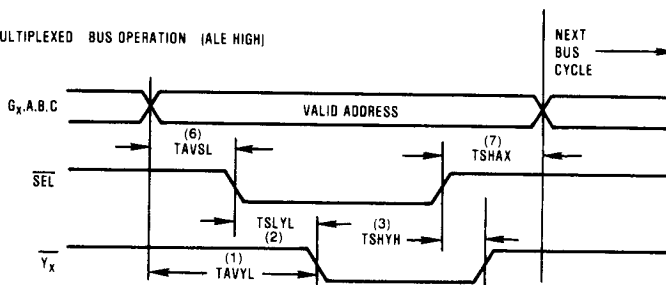 ULTIPLEXED BUS OPERATION (ALE HIGH)
NEXT
BUS
CYCLE
GX.A.B.C
VALID ADDRESS
(6)
TAVSL
(7)
TSHAX
SEL
TSLYL
(2)
(3)
TSHYH
YX
(1)
TAVYL